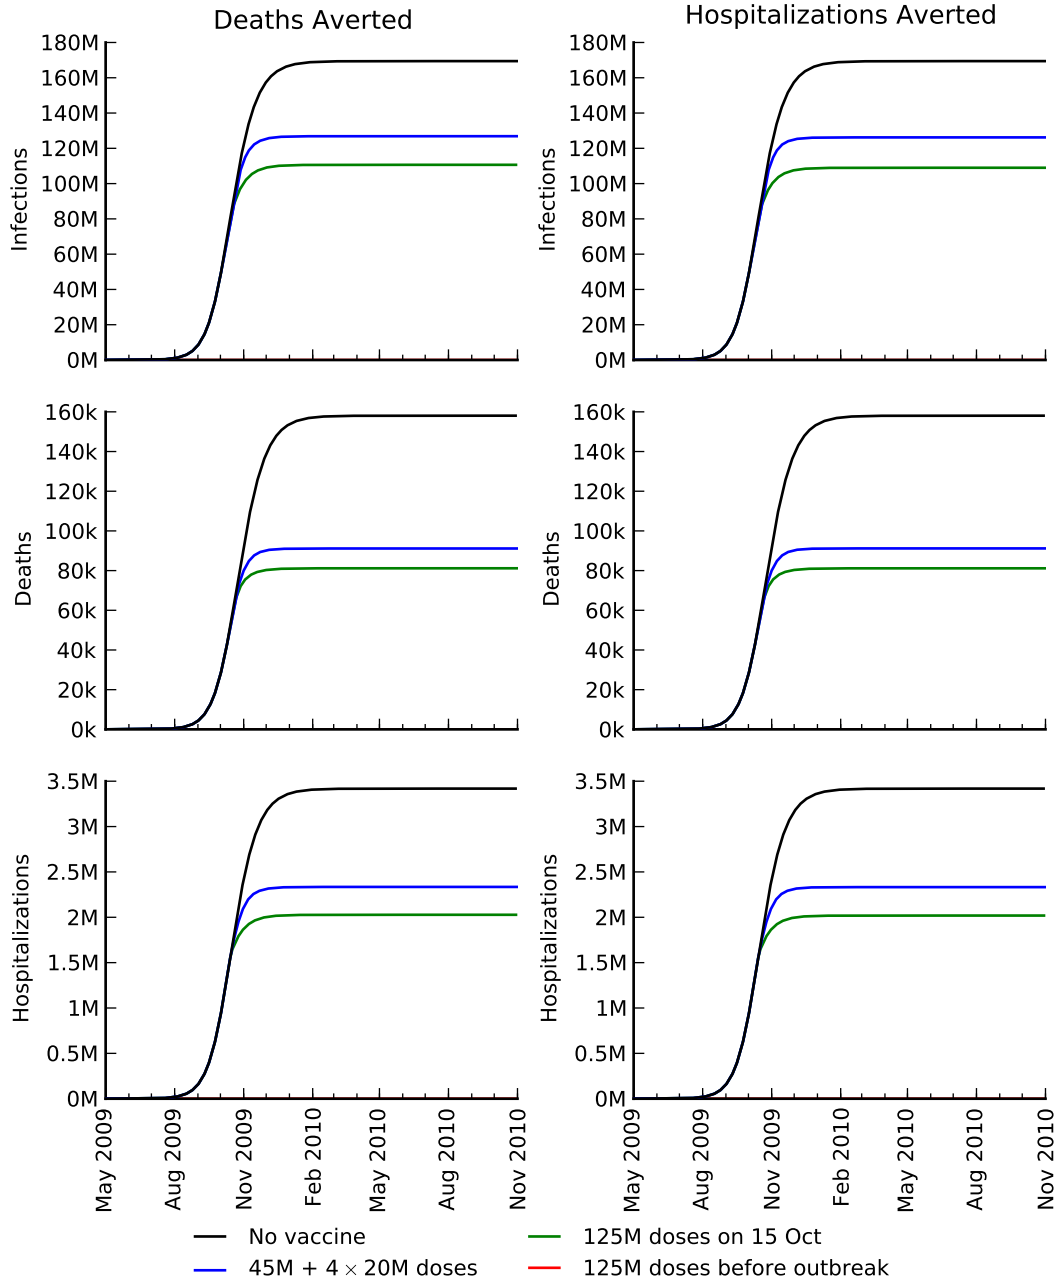 Deaths Averted
Hospitalizations Averted
180M
160M
140M
120M
100M
80M
60M
40M
20M
0M
Infections
180M
160M
140M
120M
100M
80M
60M
40M
20M
0M
Infections
160k
140k
120k
100k
80k
60k
40k
20k
0k
Deaths
160k
140k
120k
100k
80k
60k
40k
20k
0k
Deaths
3.5M
3M
2.5M
2M
1.5M
1M
0.5M
0M
Hospitalizations
3.5M
3M
2.5M
2M
1.5M
1M
0.5M
0M
Hospitalizations
May 2009
Aug 2009
Nov 2009
Feb 2010
May 2010
Aug 2010
Nov 2010
May 2009
Aug 2009
Nov 2009
Feb 2010
May 2010
Aug 2010
Nov 2010
No vaccine
45M + 4 × 20M doses
125M doses on 15 Oct
125M doses before outbreak